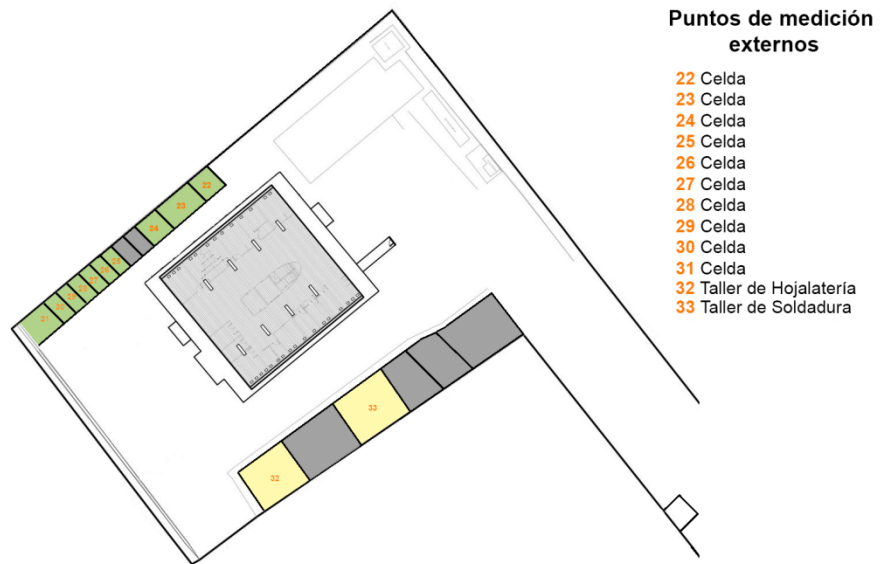 Puntos de medición
externos
22 Celda
23 Celda
24 Celda
25 Celda
26 Celda
27 Celda
28 Celda
29 Celda
30 Celda
31 Celda
32 Taller de Hojalatería
33 Taller de Soldadura
22
23
24
31
33
32